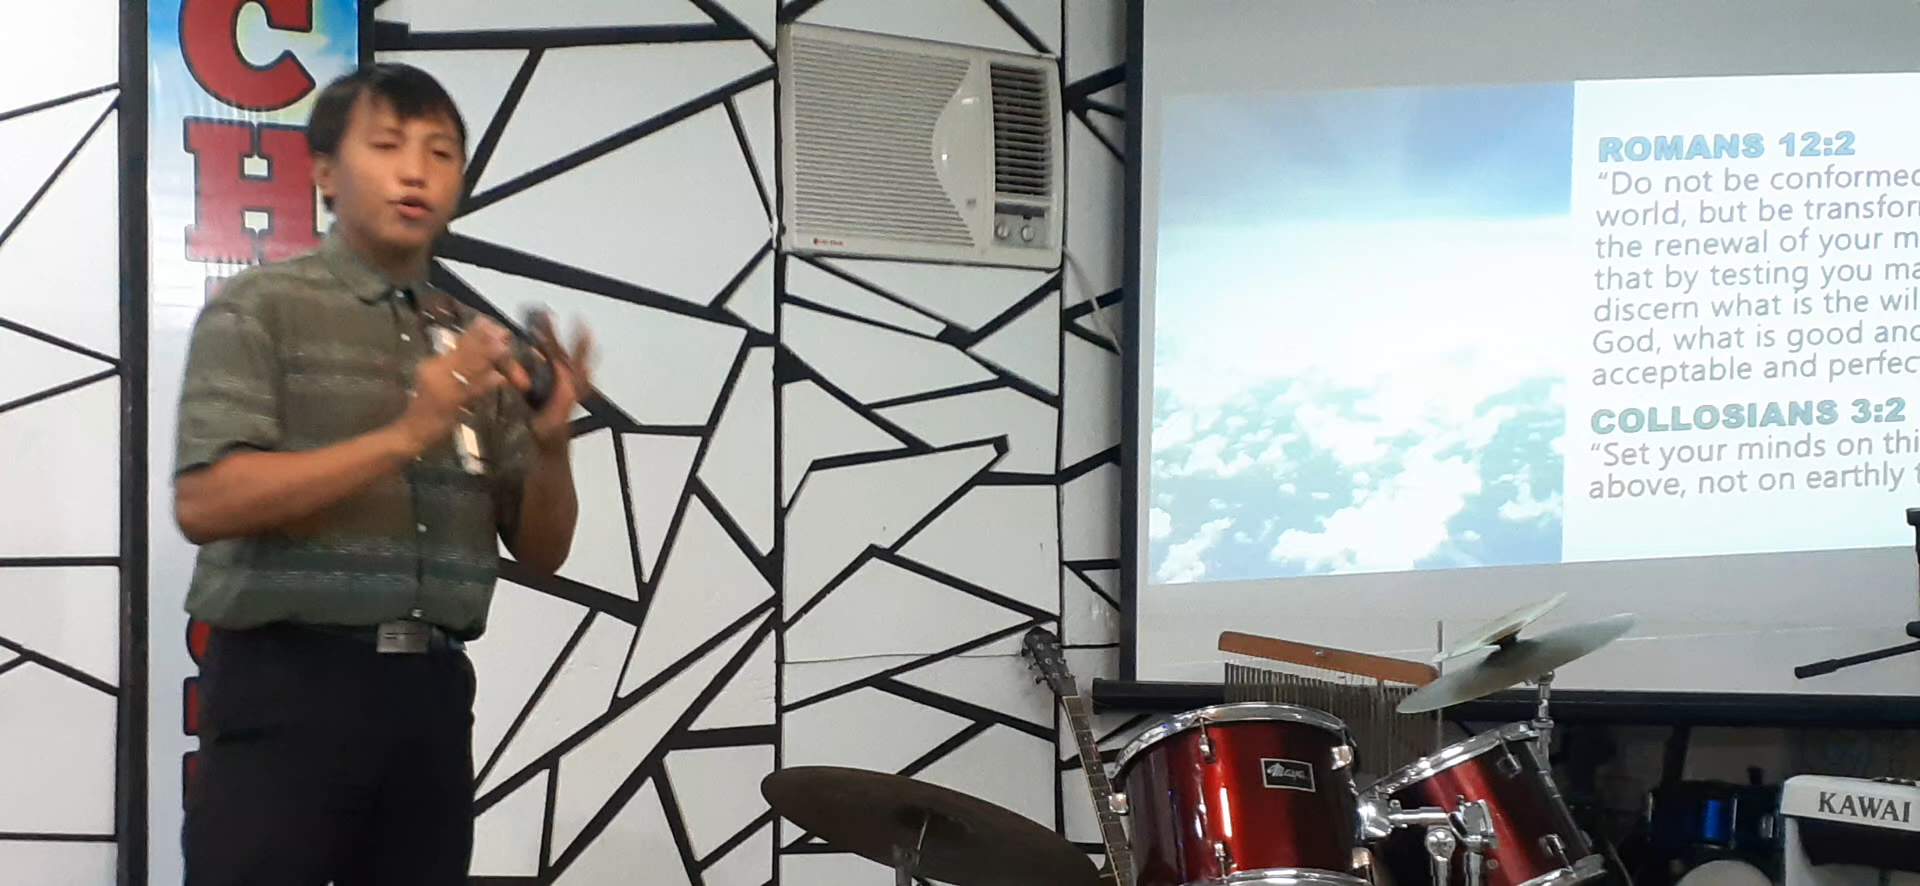 CH
ROMANS 12:2
“Do not be conformed
world, but be transfor
the renewal of your m
that by testing you ma
discern what is the wil
God, what is good and
acceptable and perfect
COLLOSIANS 3:2
“Set your minds on thi
above, not on earthly t
KAWAI